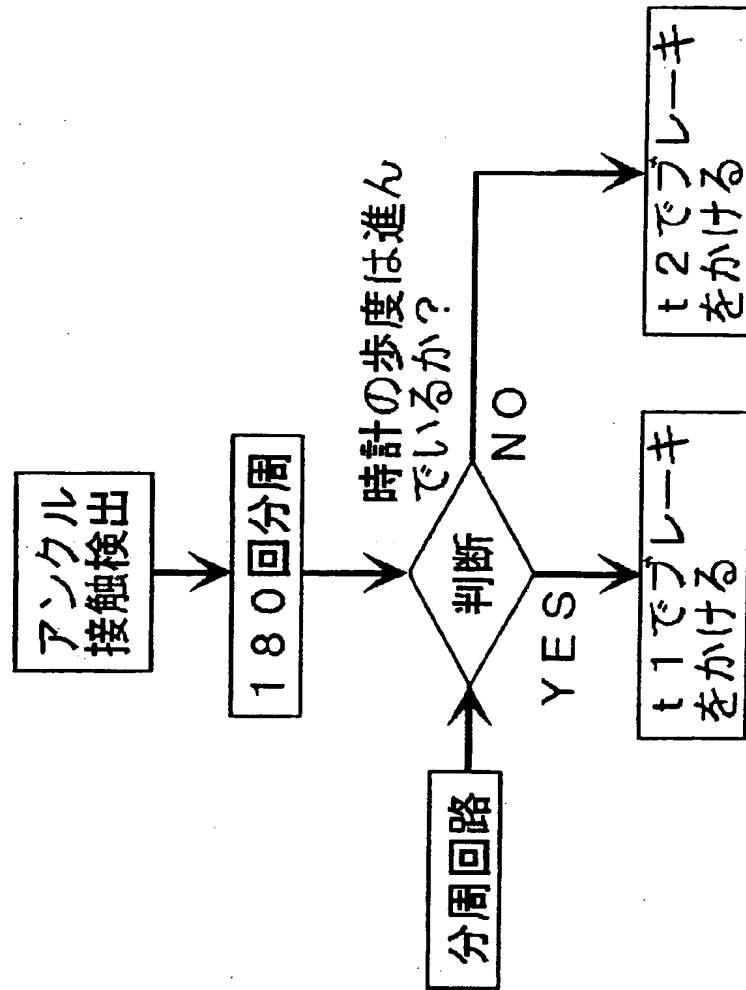 アンクル
接触検出
１８０回分周
時計の歩度は進ん
でいるか？
分周回路
判断
ＹＥＳ
ＮＯ
ｔ１でブレーキ
をかける
ｔ２でブレーキ
をかける